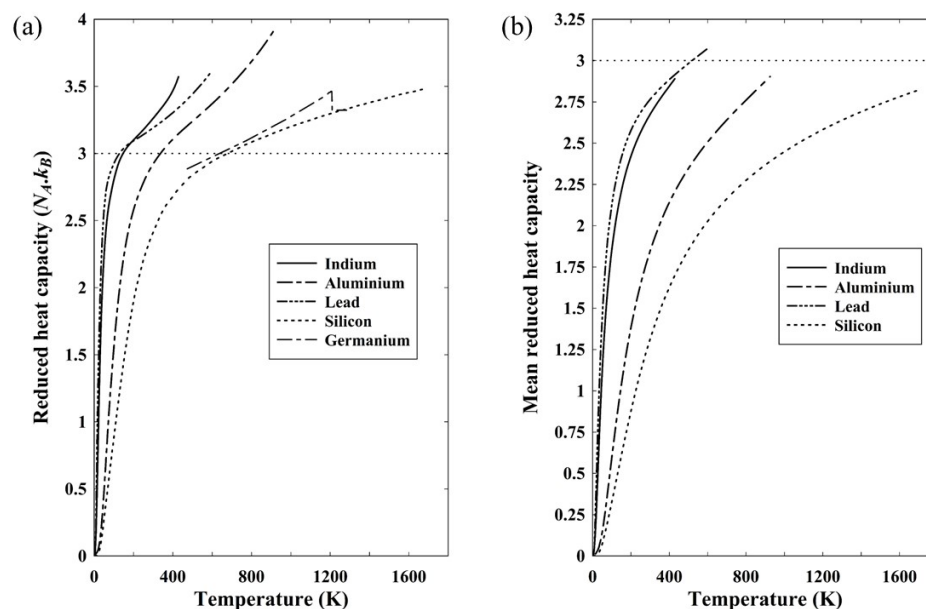 (a)
Reduced heat capacity (N_A.k_B)
4
3.5
3
2.5
2
1.5
1
0.5
0
0 400 800 1200 1600
Temperature (K)
Indium
Aluminium
Lead
Silicon
Germanium
(b)
Mean reduced heat capacity
3.25
3
2.75
2.5
2.25
2
1.75
1.5
1.25
1
0.75
0.5
0.25
0
0 400 800 1200 1600
Temperature (K)
Indium
Aluminium
Lead
Silicon